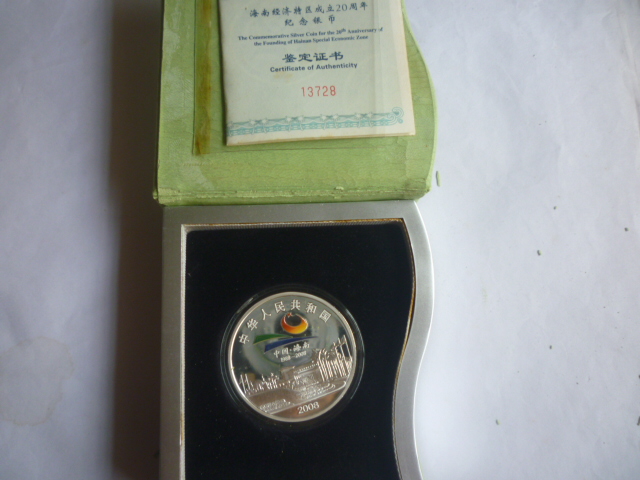 海南经济特区成立20周年
纪念银币
The Commemorative Silver Coin for the 20th Anniversary of
the Founding of Hainan Special Economic Zone
鉴定证书
Certificate of Authenticity
13728
中华人民共和国
中国·海南
1988-2008
2008